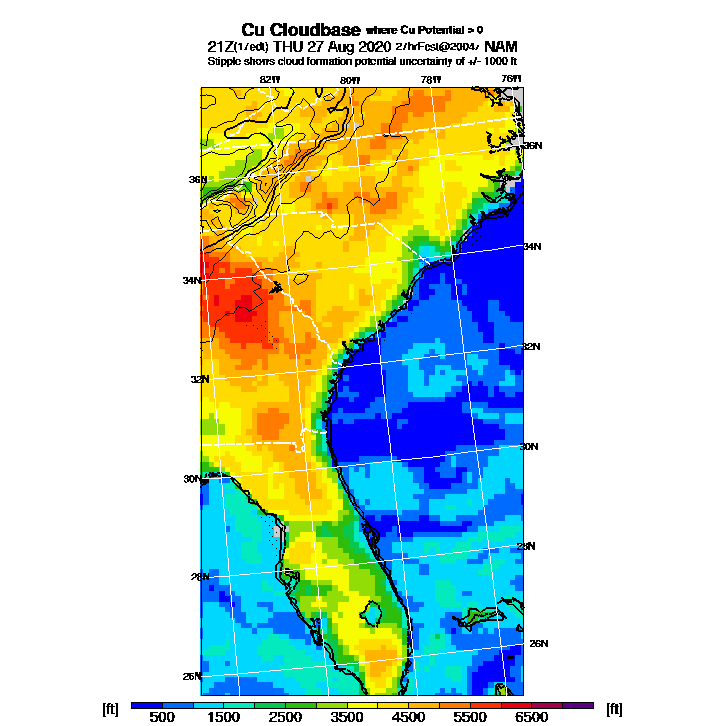 Cu Cloudbase where Cu Potential > 0
21Z(17edt) THU 27 Aug 2020 27hrFcst@2004z NAM
Stipple shows cloud formation potential uncertainty of +/- 1000 ft
82W 80W 78W 76W
36N
36N
34N
34N
32N
32N
30N
30N
28N
28N
26N
26N
[ft] 500 1500 2500 3500 4500 5500 6500 [ft]